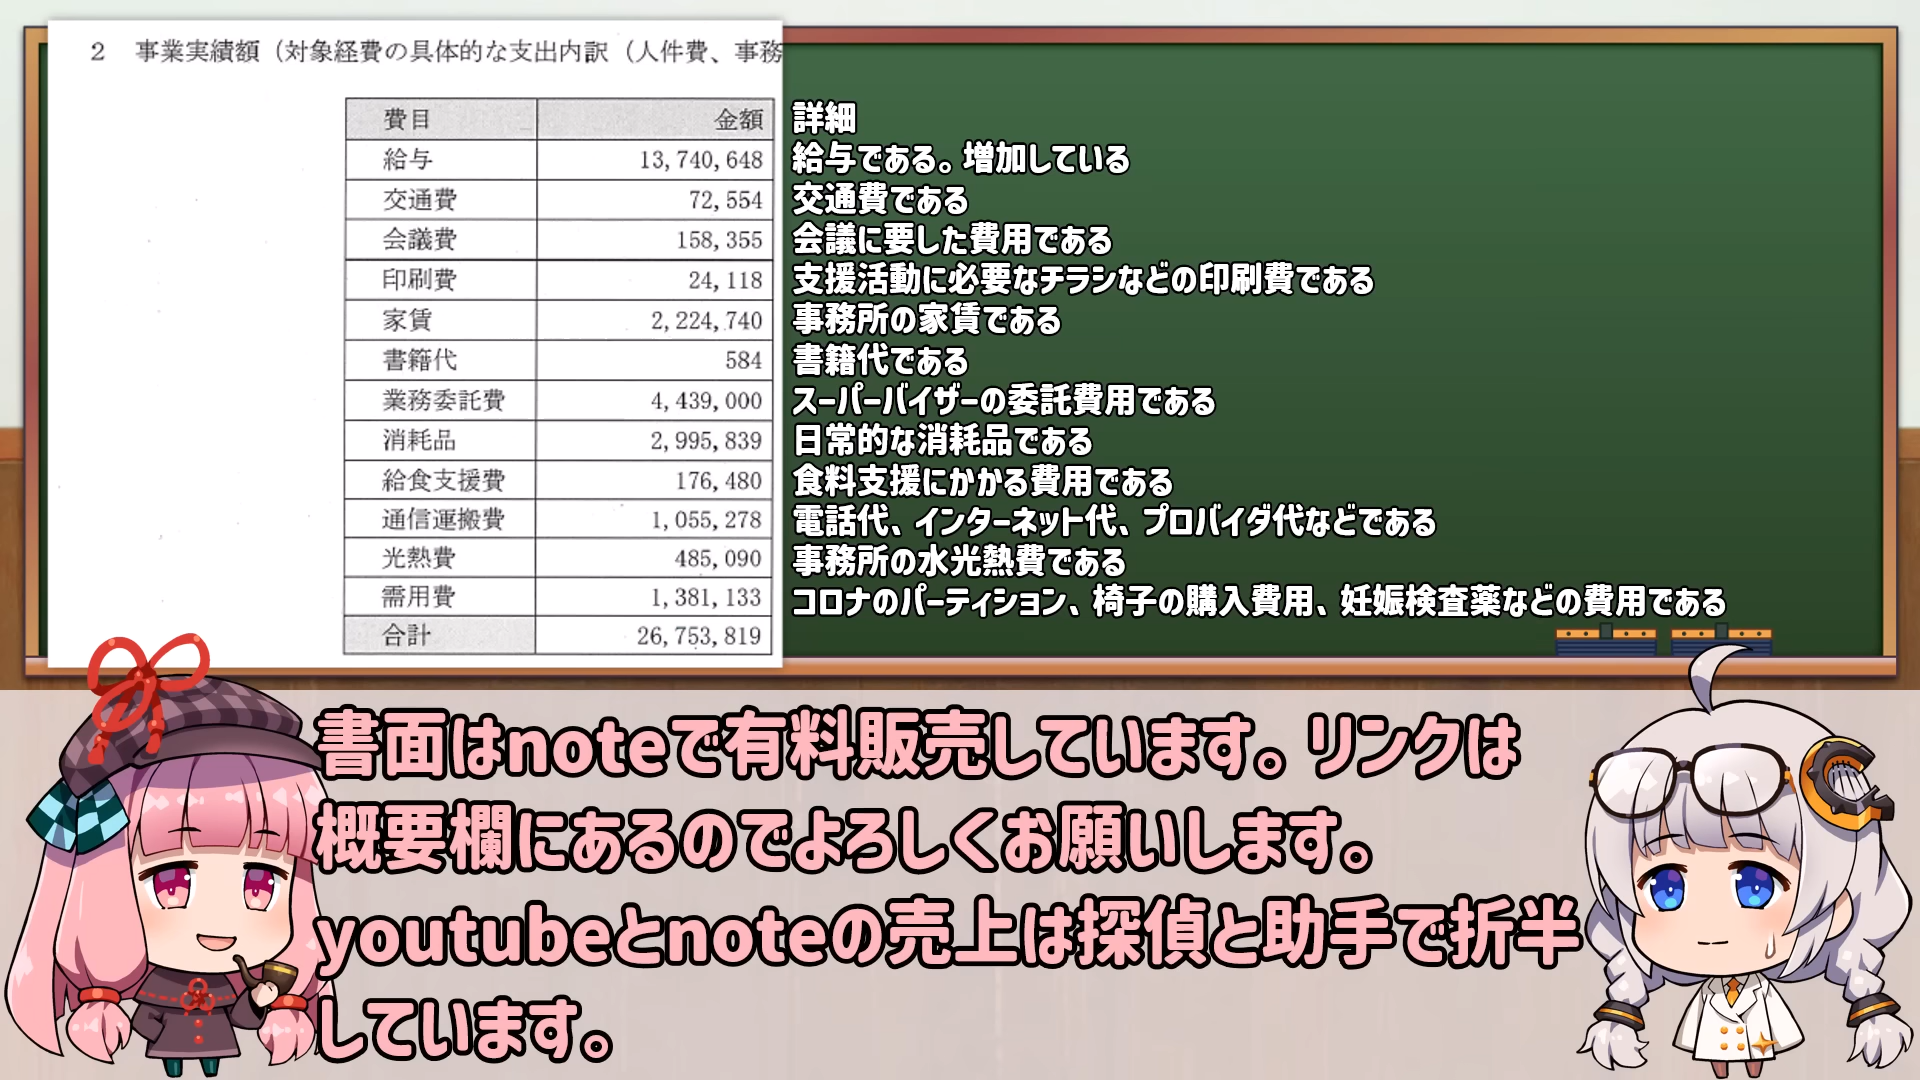 2 事業実績額（対象経費の具体的な支出内訳（人件費、事務
費目 金額 詳細
給与 13,740,648 給与である。増加している
交通費 72,554 交通費である
会議費 158,355 会議に要した費用である
印刷費 24,118 支援活動に必要なチラシなどの印刷費である
家賃 2,224,740 事務所の家賃である
書籍代 584 書籍代である
業務委託費 4,439,000 スーパーバイザーの委託費用である
消耗品 2,995,839 日常的な消耗品である
給食支援費 176,480 食料支援にかかる費用である
通信運搬費 1,055,278 電話代、インターネット代、プロバイダ代などである
光熱費 485,090 事務所の水光熱費である
需用費 1,381,133 コロナのパーティション、椅子の購入費用、妊娠検査薬などの費用である
合計 26,753,819
書面はnoteで有料販売しています。リンクは
概要欄にあるのでよろしくお願いします。
youtubeとnoteの売上は探偵と助手で折半
しています。